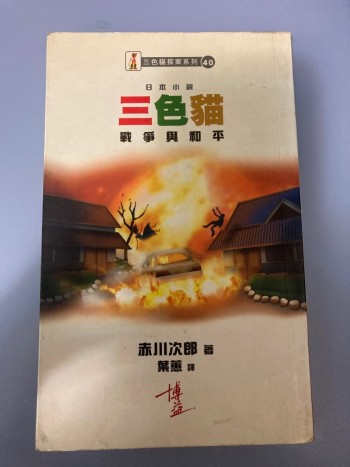 三色貓探案系列 40
日本小說
三色貓
戰爭與和平
赤川次郎 著
葉蕙 譯
博益